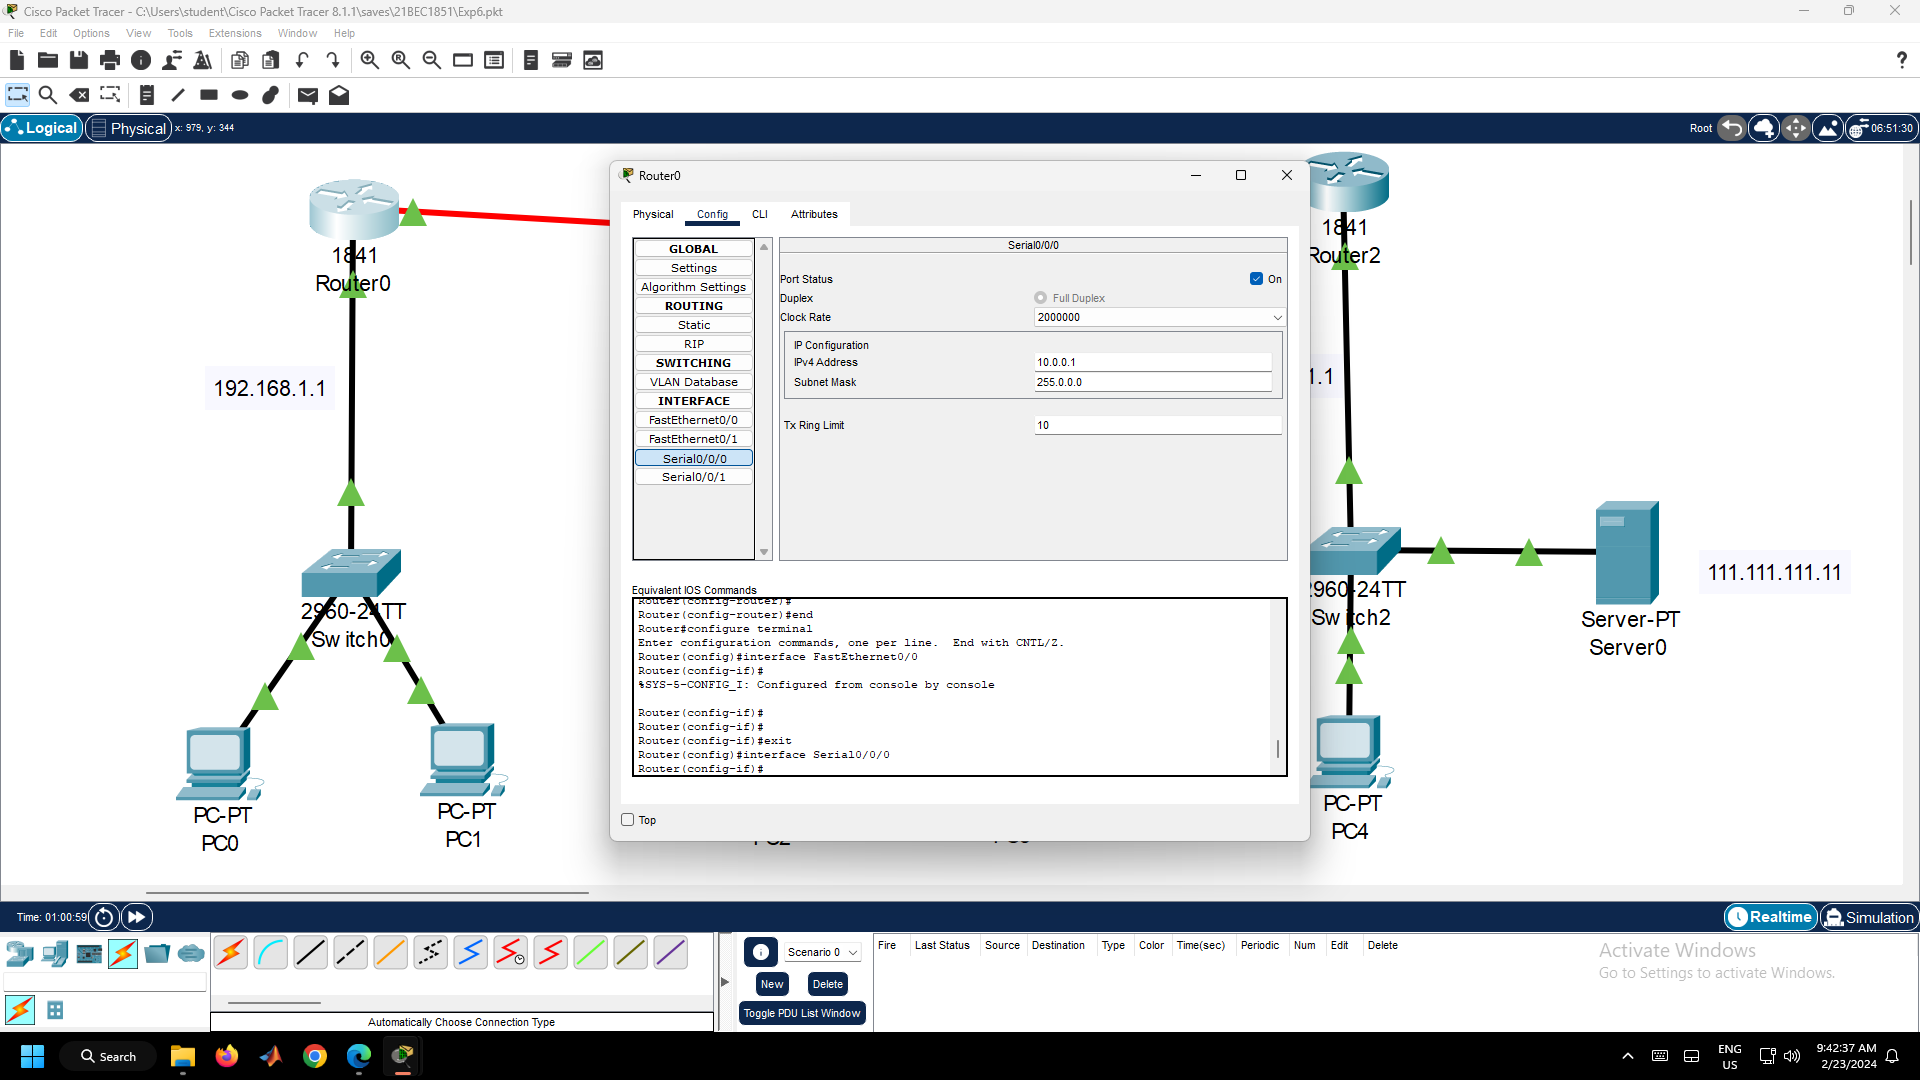 Cisco Packet Tracer - C:\Users\student\Cisco Packet Tracer 8.1.1\saves\21BEC1851\Exp6.pkt
File Edit Options View Tools Extensions Window Help
Logical Physical x: 979, y: 344
Root 06:51:30
Router0
Physical Config CLI Attributes
GLOBAL
Settings
Algorithm Settings
ROUTING
Static
RIP
SWITCHING
VLAN Database
INTERFACE
FastEthernet0/0
FastEthernet0/1
Serial0/0/0
Serial0/0/1
Serial0/0/0
Port Status On
Duplex Full Duplex
Clock Rate 2000000
IP Configuration
IPv4 Address 10.0.0.1
Subnet Mask 255.0.0.0
Tx Ring Limit 10
Equivalent IOS Commands
Router(config-router)#
Router(config-router)#end
Router#configure terminal
Enter configuration commands, one per line. End with CNTL/Z.
Router(config)#interface FastEthernet0/0
Router(config-if)#
%SYS-5-CONFIG_I: Configured from console by console
Router(config-if)#
Router(config-if)#
Router(config-if)#exit
Router(config)#interface Serial0/0/0
Router(config-if)#
Top
1841
Router0
192.168.1.1
2960-24TT
Switch0
PC-PT
PC0
PC-PT
PC1
1841
Router2
1.1
2960-24TT
Switch2
PC-PT
PC4
Server-PT
Server0
111.111.111.11
Time: 01:00:59
Realtime Simulation
Automatically Choose Connection Type
Scenario 0
New Delete
Toggle PDU List Window
Fire Last Status Source Destination Type Color Time(sec) Periodic Num Edit Delete
Activate Windows
Go to Settings to activate Windows.
Search
ENG
US
9:42:37 AM
2/23/2024